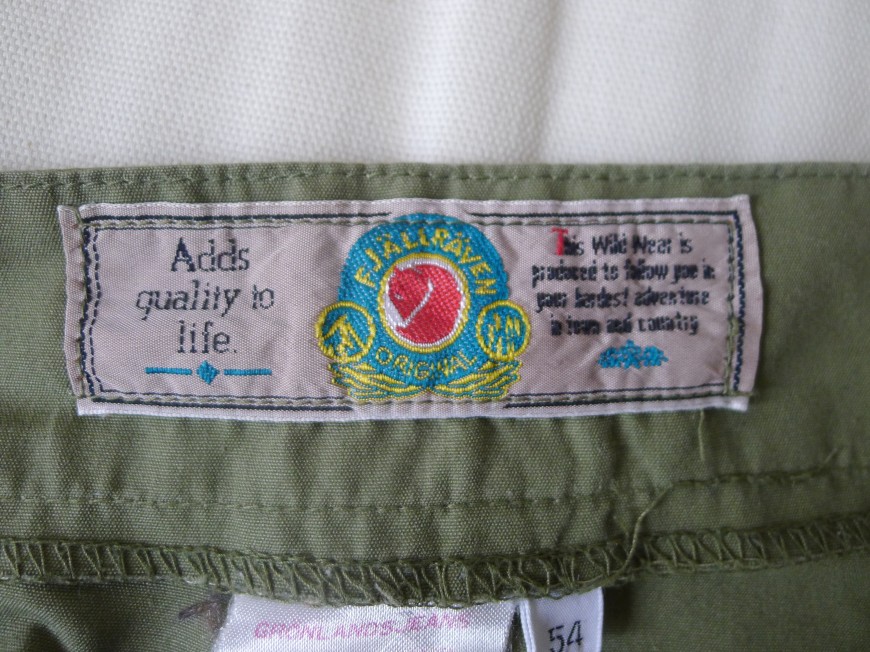 Adds
quality to
life.
FJÄLLRÄVEN
ORIGINAL
This Wild Wear is
produced to follow you in
your hardest adventure
in town and country
GRÖNLANDS.JEANS
54